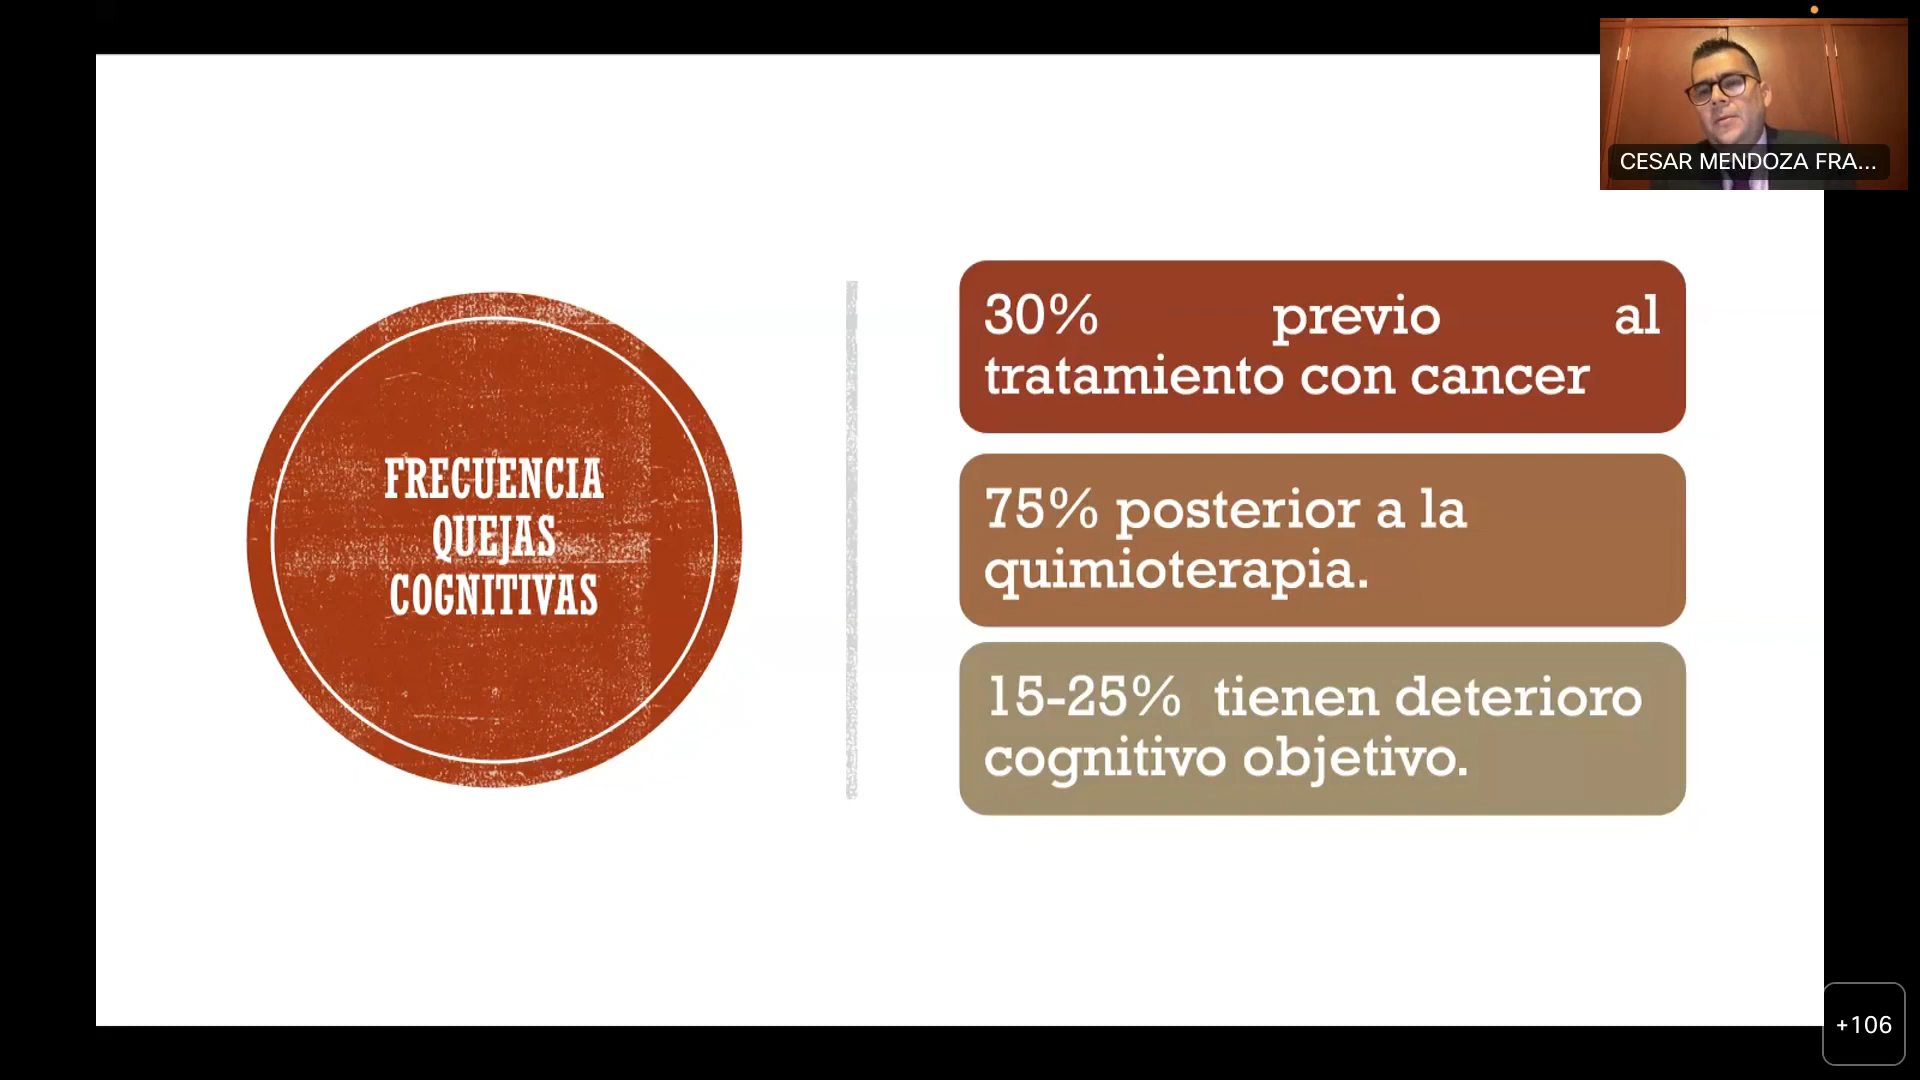 CESAR MENDOZA FRA...
FRECUENCIA
QUEJAS
COGNITIVAS
30% previo al
tratamiento con cancer
75% posterior a la
quimioterapia.
15-25% tienen deterioro
cognitivo objetivo.
+106